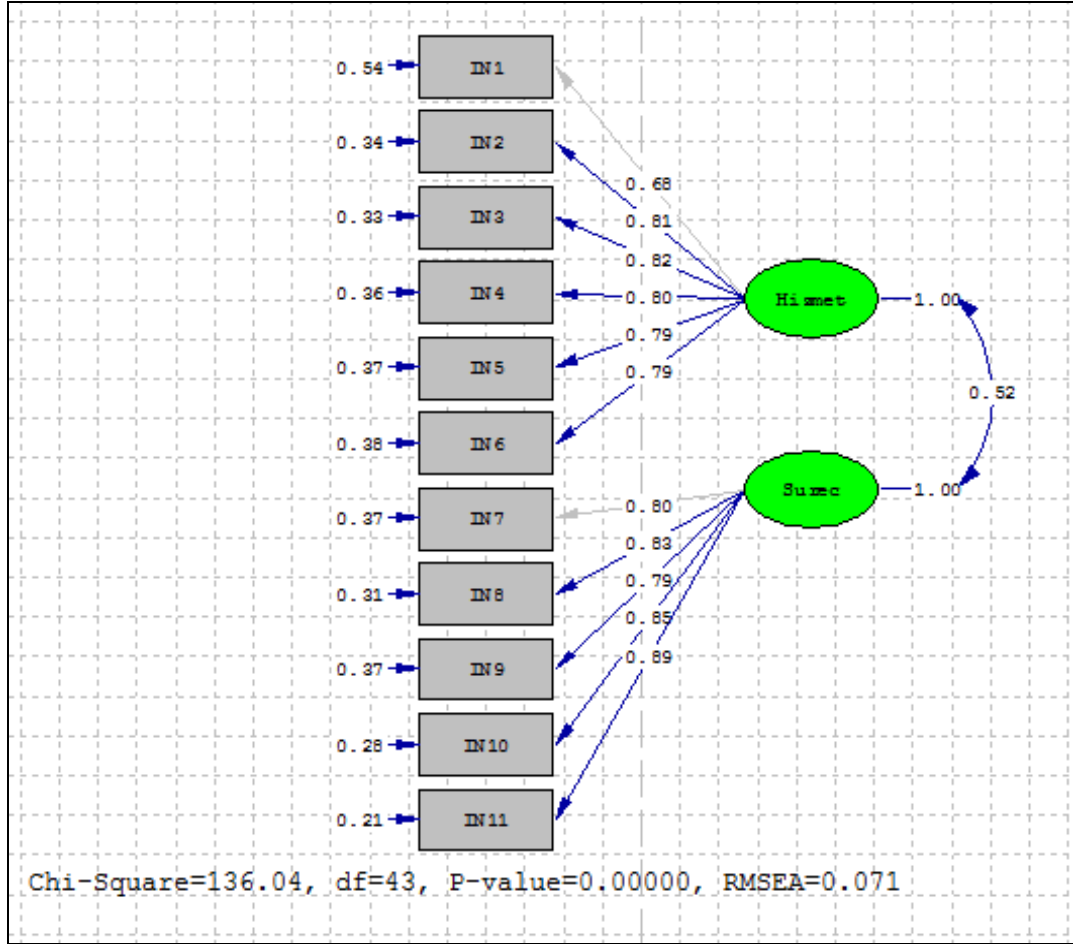 0.54 IN1
0.34 IN2
0.68
0.33 IN3
0.81
0.82
0.36 IN4
0.80
Hismet 1.00
0.79
0.37 IN5
0.79
0.52
0.38 IN6
Surec 1.00
0.80
0.37 IN7
0.83
0.31 IN8
0.79
0.85
0.37 IN9
0.89
0.28 IN10
0.21 IN11
Chi-Square=136.04, df=43, P-value=0.00000, RMSEA=0.071